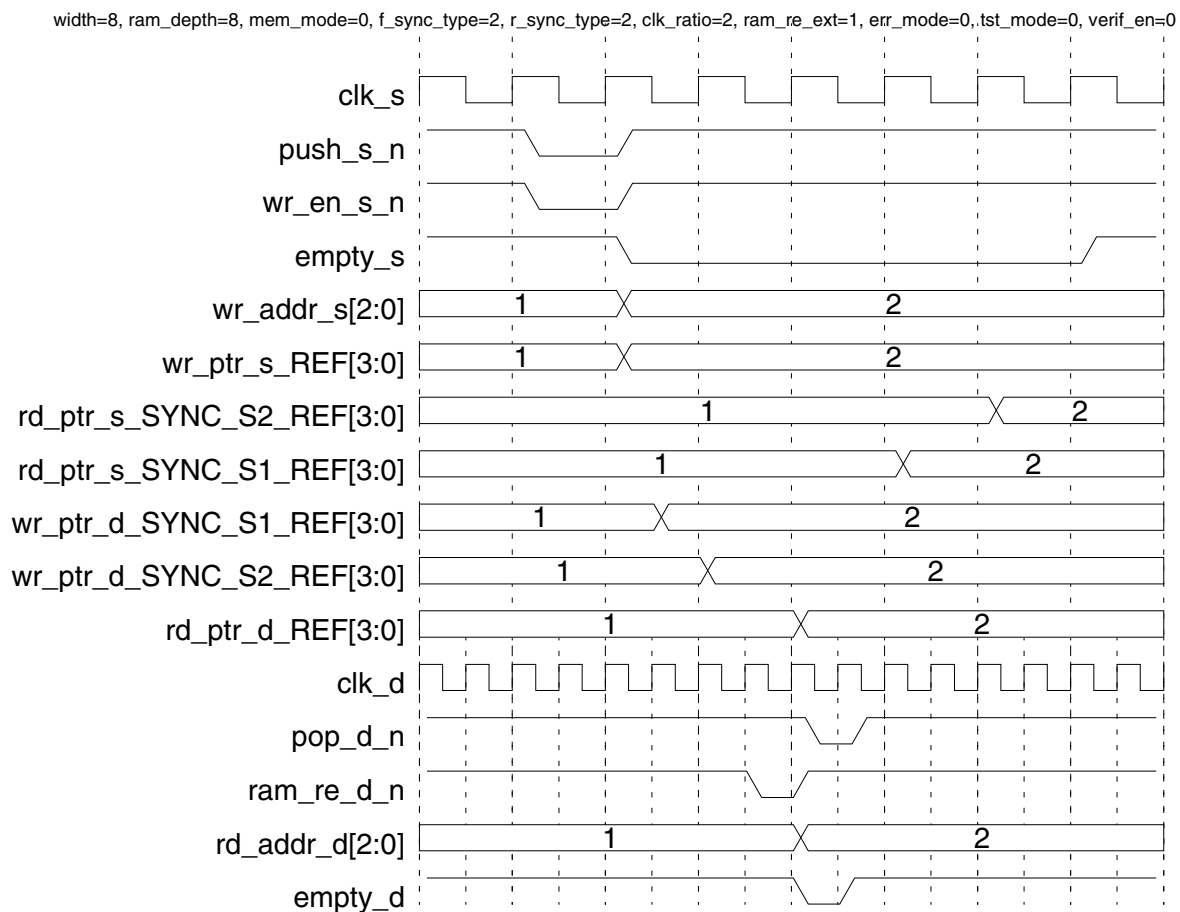 width=8, ram_depth=8, mem_mode=0, f_sync_type=2, r_sync_type=2, clk_ratio=2, ram_re_ext=1, err_mode=0, tst_mode=0, verif_en=0
clk_s
push_s_n
wr_en_s_n
empty_s
wr_addr_s[2:0] 1 2
wr_ptr_s_REF[3:0] 1 2
rd_ptr_s_SYNC_S2_REF[3:0] 1 2
rd_ptr_s_SYNC_S1_REF[3:0] 1 2
wr_ptr_d_SYNC_S1_REF[3:0] 1 2
wr_ptr_d_SYNC_S2_REF[3:0] 1 2
rd_ptr_d_REF[3:0] 1 2
clk_d
pop_d_n
ram_re_d_n
rd_addr_d[2:0] 1 2
empty_d